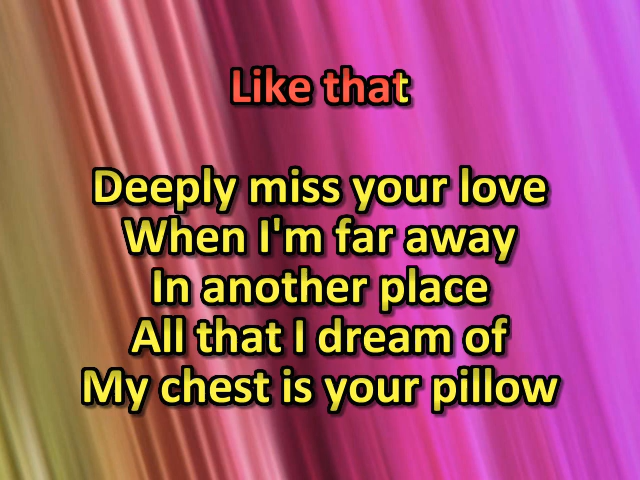 Like that
Deeply miss your love
When I'm far away
In another place
All that I dream of
My chest is your pillow